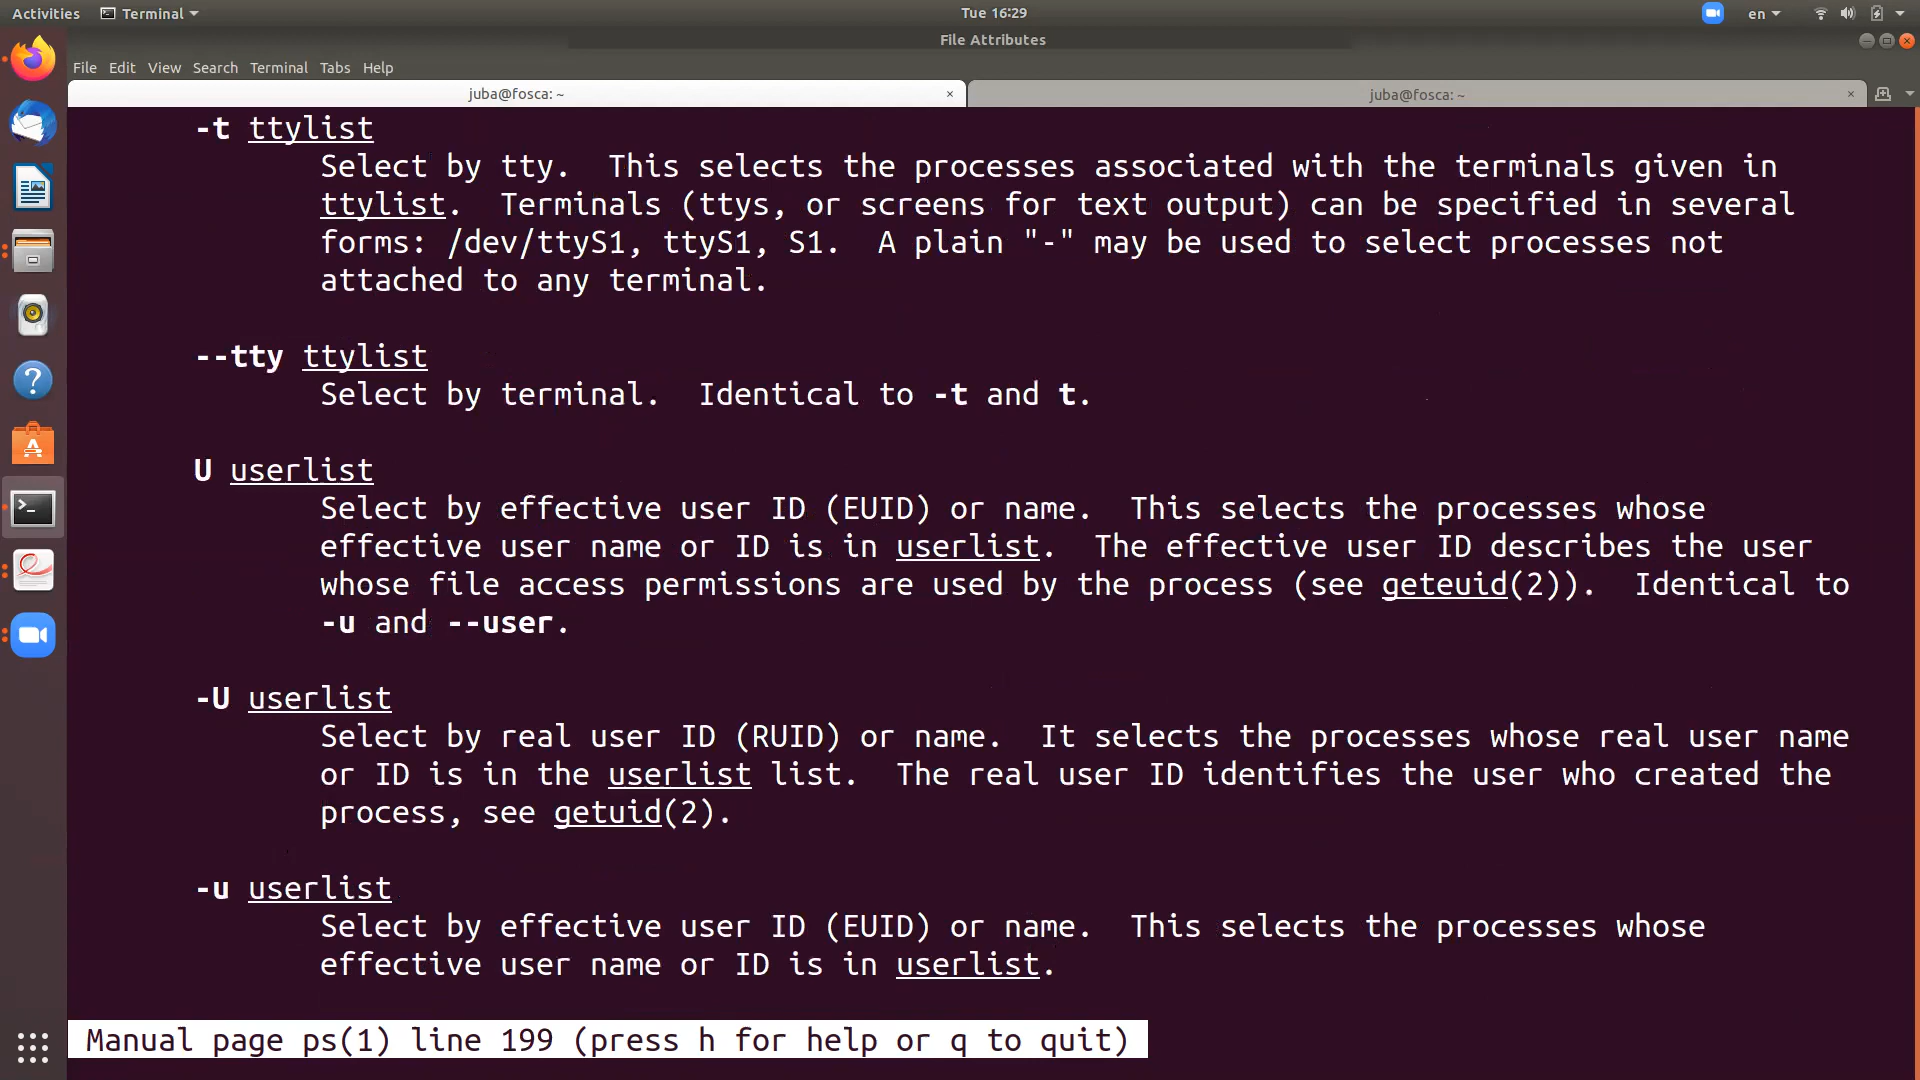 Activities Terminal Tue 16:29 en
File Attributes
File Edit View Search Terminal Tabs Help
juba@fosca: ~ × juba@fosca: ~ ×
-t ttylist
Select by tty. This selects the processes associated with the terminals given in
ttylist. Terminals (ttys, or screens for text output) can be specified in several
forms: /dev/ttyS1, ttyS1, S1. A plain "-" may be used to select processes not
attached to any terminal.
--tty ttylist
Select by terminal. Identical to -t and t.
U userlist
Select by effective user ID (EUID) or name. This selects the processes whose
effective user name or ID is in userlist. The effective user ID describes the user
whose file access permissions are used by the process (see geteuid(2)). Identical to
-u and --user.
-U userlist
Select by real user ID (RUID) or name. It selects the processes whose real user name
or ID is in the userlist list. The real user ID identifies the user who created the
process, see getuid(2).
-u userlist
Select by effective user ID (EUID) or name. This selects the processes whose
effective user name or ID is in userlist.
Manual page ps(1) line 199 (press h for help or q to quit)